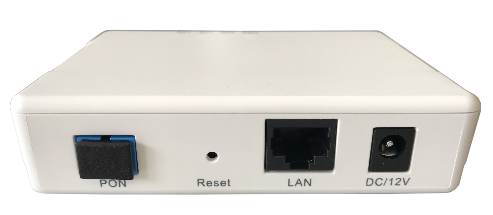 PON Reset LAN DC/12V